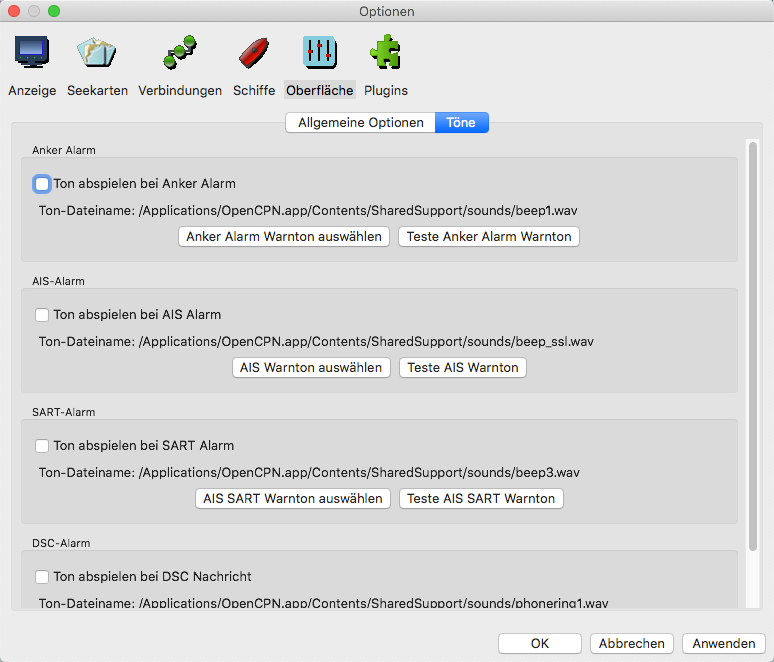 Optionen
Anzeige Seekarten Verbindungen Schiffe Oberfläche Plugins
Allgemeine Optionen Töne
Anker Alarm
Ton abspielen bei Anker Alarm
Ton-Dateiname: /Applications/OpenCPN.app/Contents/SharedSupport/sounds/beep1.wav
Anker Alarm Warnton auswählen Teste Anker Alarm Warnton
AIS-Alarm
Ton abspielen bei AIS Alarm
Ton-Dateiname: /Applications/OpenCPN.app/Contents/SharedSupport/sounds/beep_ssl.wav
AIS Warnton auswählen Teste AIS Warnton
SART-Alarm
Ton abspielen bei SART Alarm
Ton-Dateiname: /Applications/OpenCPN.app/Contents/SharedSupport/sounds/beep3.wav
AIS SART Warnton auswählen Teste AIS SART Warnton
DSC-Alarm
Ton abspielen bei DSC Nachricht
Ton-Dateiname: /Applications/OpenCPN.app/Contents/SharedSupport/sounds/phonering1.wav
OK Abbrechen Anwenden